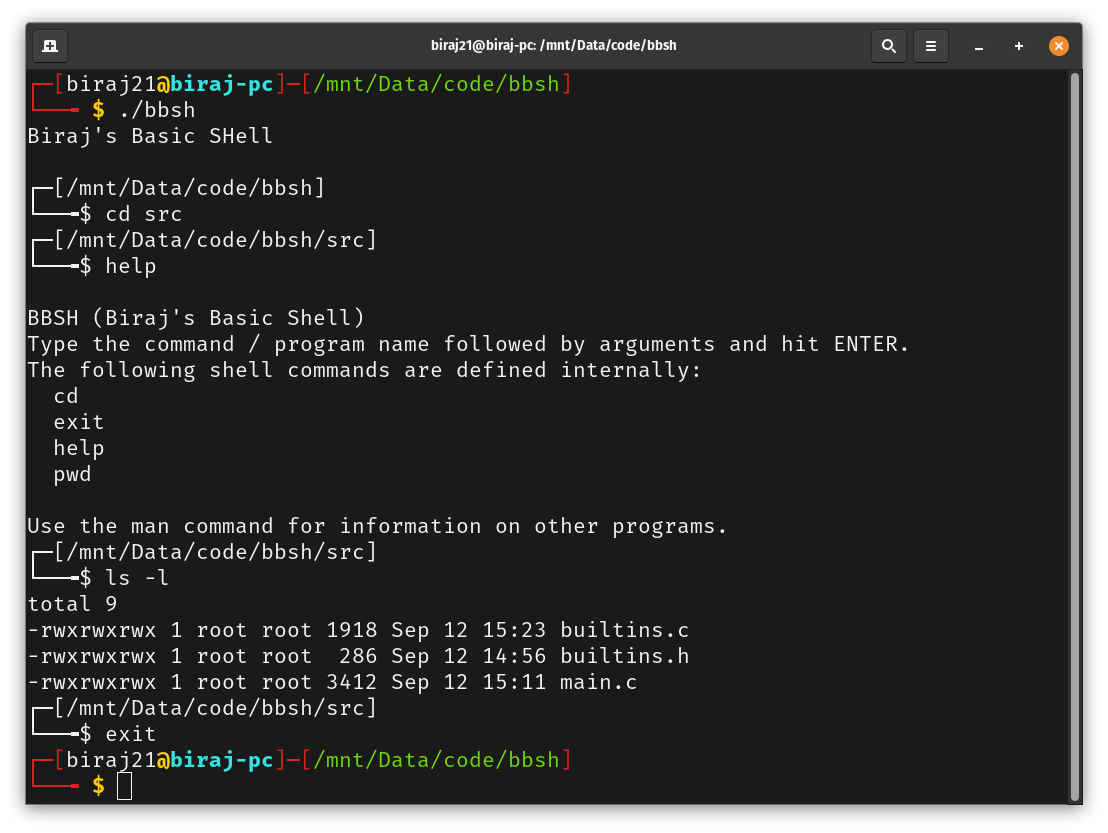 biraj21@biraj-pc: /mnt/Data/code/bbsh
┌─[biraj21@biraj-pc]─[/mnt/Data/code/bbsh]
└──╼ $ ./bbsh
Biraj's Basic SHell
┌─[/mnt/Data/code/bbsh]
└──╼$ cd src
┌─[/mnt/Data/code/bbsh/src]
└──╼$ help
BBSH (Biraj's Basic Shell)
Type the command / program name followed by arguments and hit ENTER.
The following shell commands are defined internally:
  cd
  exit
  help
  pwd
Use the man command for information on other programs.
┌─[/mnt/Data/code/bbsh/src]
└──╼$ ls -l
total 9
-rwxrwxrwx 1 root root 1918 Sep 12 15:23 builtins.c
-rwxrwxrwx 1 root root  286 Sep 12 14:56 builtins.h
-rwxrwxrwx 1 root root 3412 Sep 12 15:11 main.c
┌─[/mnt/Data/code/bbsh/src]
└──╼$ exit
┌─[biraj21@biraj-pc]─[/mnt/Data/code/bbsh]
└──╼ $